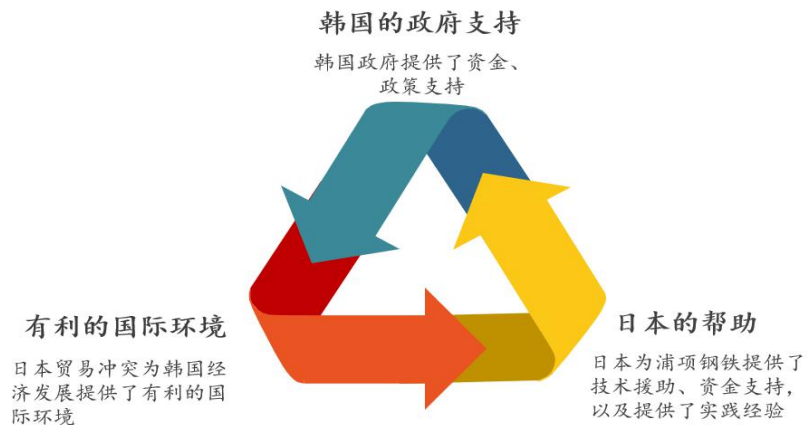 韩国的政府支持
韩国政府提供了资金、
政策支持
有利的国际环境
日本贸易冲突为韩国经
济发展提供了有利的国
际环境
日本的帮助
日本为浦项钢铁提供了
技术援助、资金支持，
以及提供了实践经验